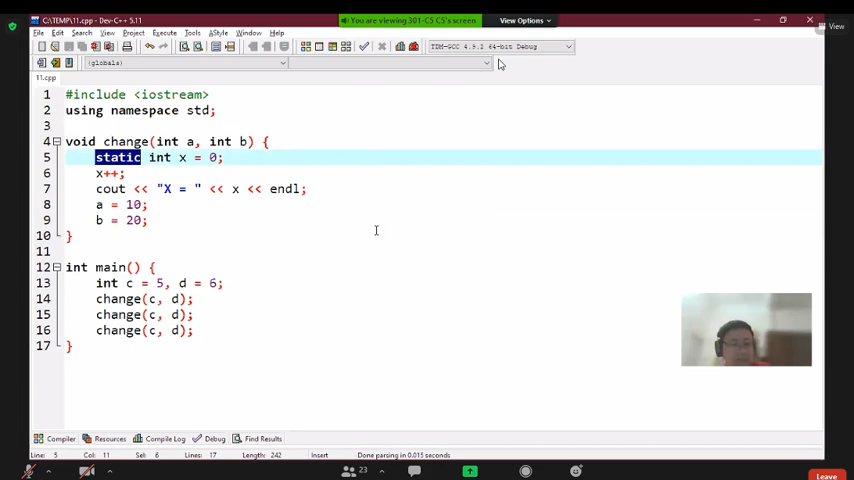 C:\TEMP\11.cpp - Dev-C++ 5.11
You are viewing 301-C5 C5's screen
View Options
View
File Edit Search View Project Execute Tools AStyle Window Help
TDM-GCC 4.9.2 64-bit Debug
(globals)
11.cpp
1 #include <iostream>
2 using namespace std;
3
4 void change(int a, int b) {
5 static int x = 0;
6 x++;
7 cout << "X = " << x << endl;
8 a = 10;
9 b = 20;
10 }
11
12 int main() {
13 int c = 5, d = 6;
14 change(c, d);
15 change(c, d);
16 change(c, d);
17 }
Compiler Resources Compile Log Debug Find Results
Line: 5 Col: 11 Sel: 6 Lines: 17 Length: 242 Insert Done parsing in 0.015 seconds
23
Leave